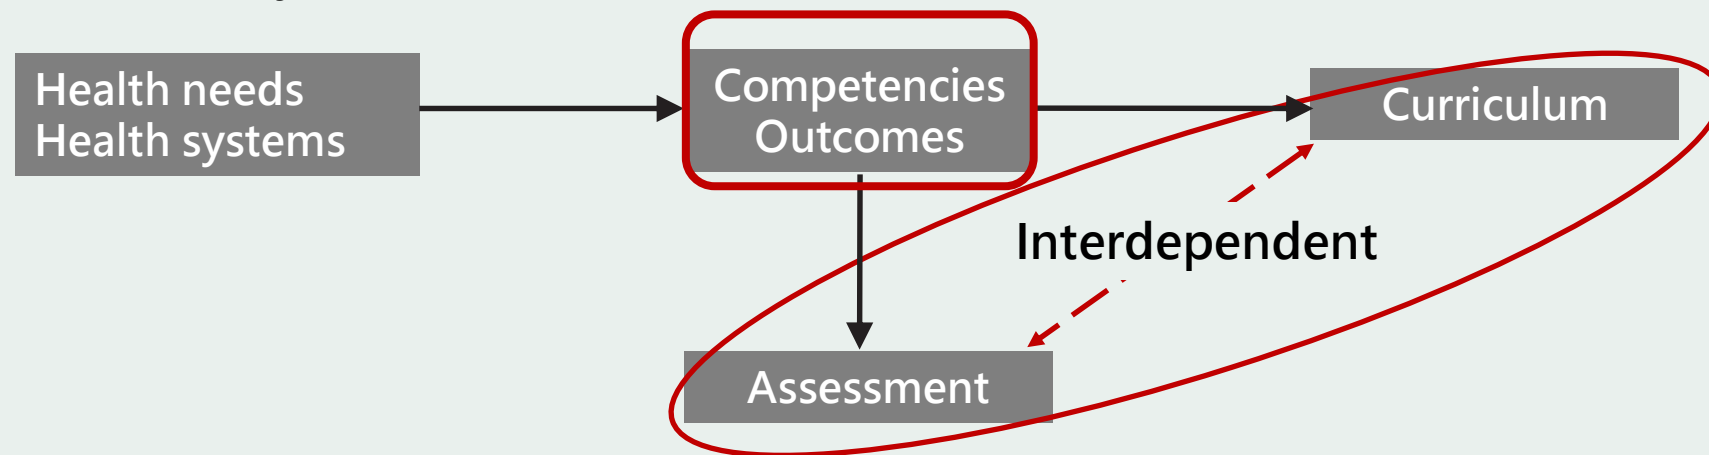 Health needs
Health systems
Competencies
Outcomes
Curriculum
Interdependent
Assessment